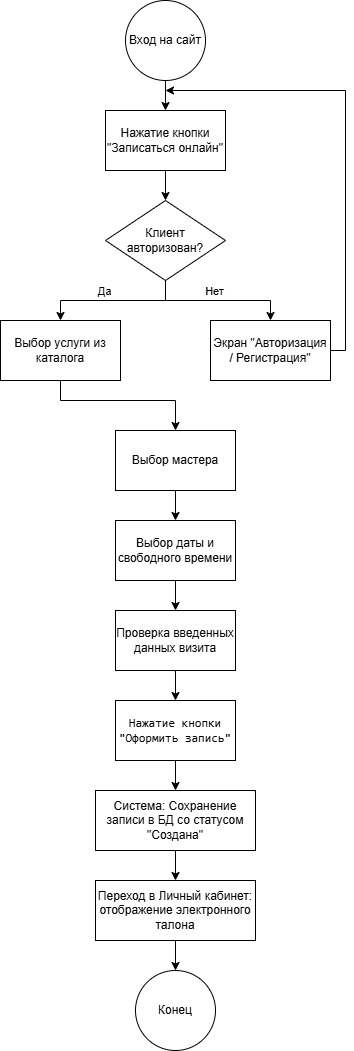 Вход на сайт
Нажатие кнопки
"Записаться онлайн"
Клиент
авторизован?
Да
Нет
Выбор услуги из
каталога
Экран "Авторизация
/ Регистрация"
Выбор мастера
Выбор даты и
свободного времени
Проверка введенных
данных визита
Нажатие кнопки
"Оформить запись"
Система: Сохранение
записи в БД со статусом
"Создана"
Переход в Личный кабинет:
отображение электронного
талона
Конец